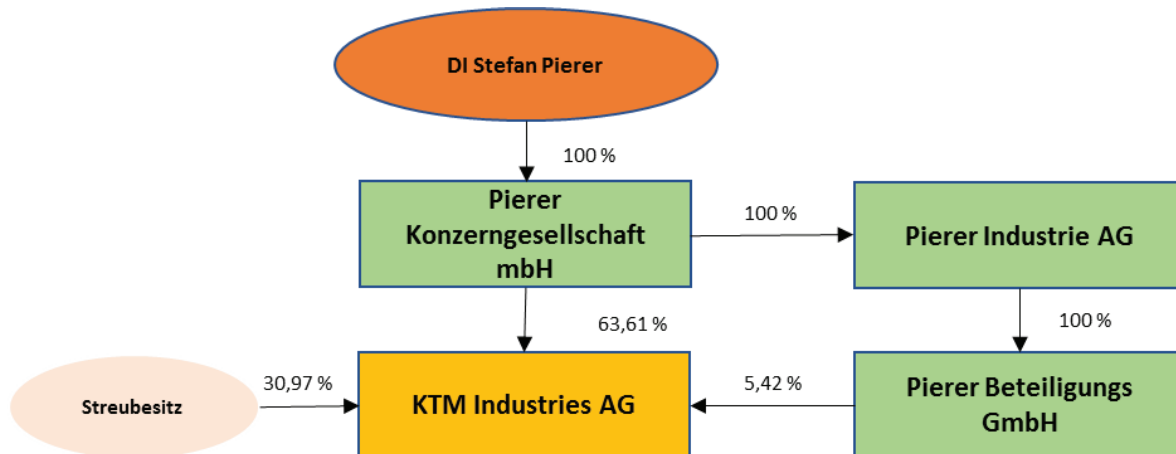 DI Stefan Pierer
100 %
Pierer
Konzerngesellschaft
mbH
100 %
Pierer Industrie AG
63,61 %
100 %
Streubesitz
30,97 %
KTM Industries AG
5,42 %
Pierer Beteiligungs
GmbH